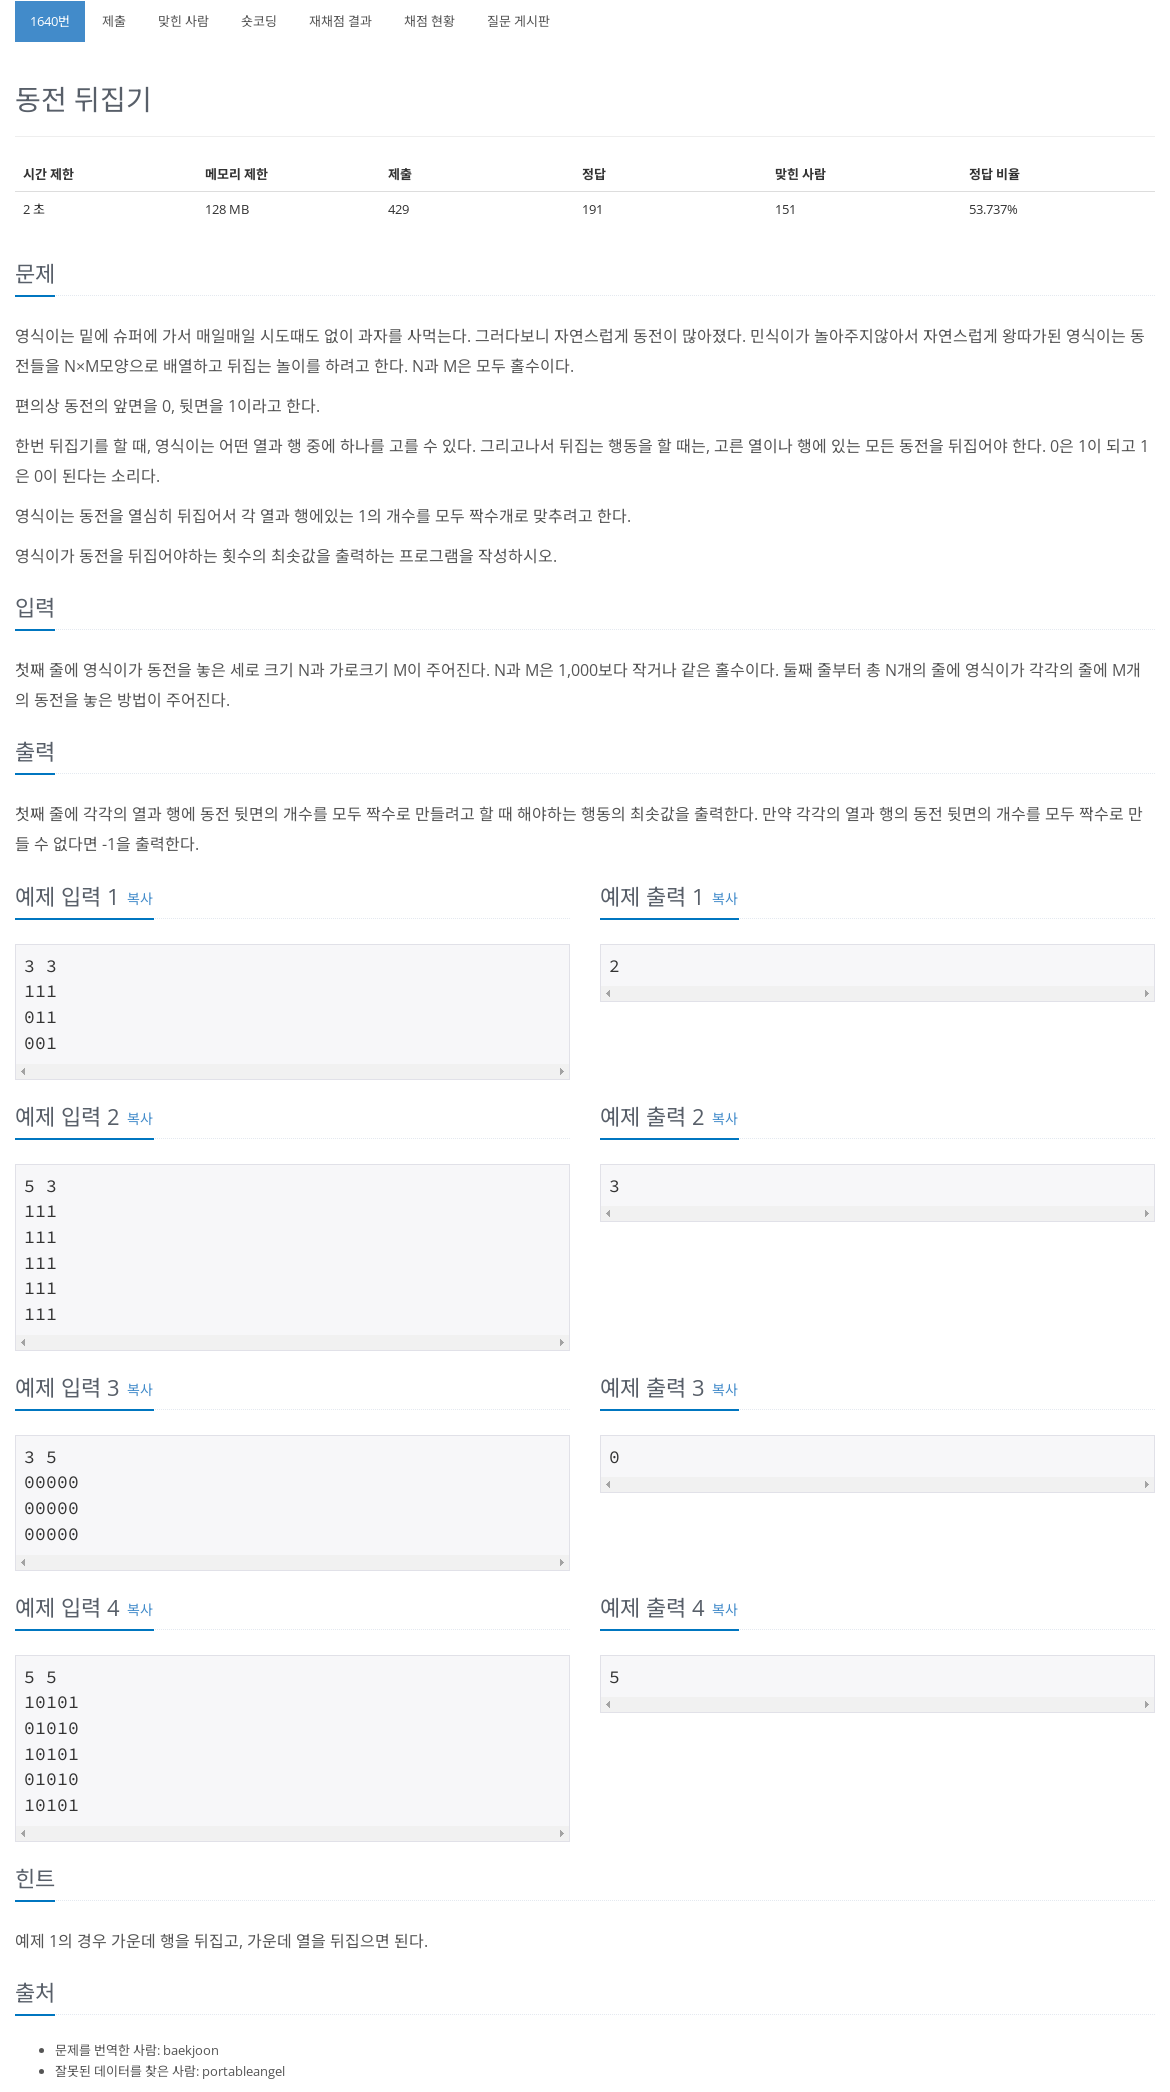 1640번 제출 맞힌 사람 숏코딩 재채점 결과 채점 현황 질문 게시판
동전 뒤집기
시간 제한 메모리 제한 제출 정답 맞힌 사람 정답 비율
2 초 128 MB 429 191 151 53.737%
문제
영식이는 밑에 슈퍼에 가서 매일매일 시도때도 없이 과자를 사먹는다. 그러다보니 자연스럽게 동전이 많아졌다. 민식이가 놀아주지않아서 자연스럽게 왕따가된 영식이는 동
전들을 N×M모양으로 배열하고 뒤집는 놀이를 하려고 한다. N과 M은 모두 홀수이다.
편의상 동전의 앞면을 0, 뒷면을 1이라고 한다.
한번 뒤집기를 할 때, 영식이는 어떤 열과 행 중에 하나를 고를 수 있다. 그리고나서 뒤집는 행동을 할 때는, 고른 열이나 행에 있는 모든 동전을 뒤집어야 한다. 0은 1이 되고 1
은 0이 된다는 소리다.
영식이는 동전을 열심히 뒤집어서 각 열과 행에있는 1의 개수를 모두 짝수개로 맞추려고 한다.
영식이가 동전을 뒤집어야하는 횟수의 최솟값을 출력하는 프로그램을 작성하시오.
입력
첫째 줄에 영식이가 동전을 놓은 세로 크기 N과 가로크기 M이 주어진다. N과 M은 1,000보다 작거나 같은 홀수이다. 둘째 줄부터 총 N개의 줄에 영식이가 각각의 줄에 M개
의 동전을 놓은 방법이 주어진다.
출력
첫째 줄에 각각의 열과 행에 동전 뒷면의 개수를 모두 짝수로 만들려고 할 때 해야하는 행동의 최솟값을 출력한다. 만약 각각의 열과 행의 동전 뒷면의 개수를 모두 짝수로 만
들 수 없다면 -1을 출력한다.
예제 입력 1 복사
3 3
111
011
001
예제 출력 1 복사
2
예제 입력 2 복사
5 3
111
111
111
111
111
예제 출력 2 복사
3
예제 입력 3 복사
3 5
00000
00000
00000
예제 출력 3 복사
0
예제 입력 4 복사
5 5
10101
01010
10101
01010
10101
예제 출력 4 복사
5
힌트
예제 1의 경우 가운데 행을 뒤집고, 가운데 열을 뒤집으면 된다.
출처
문제를 번역한 사람: baekjoon
잘못된 데이터를 찾은 사람: portableangel